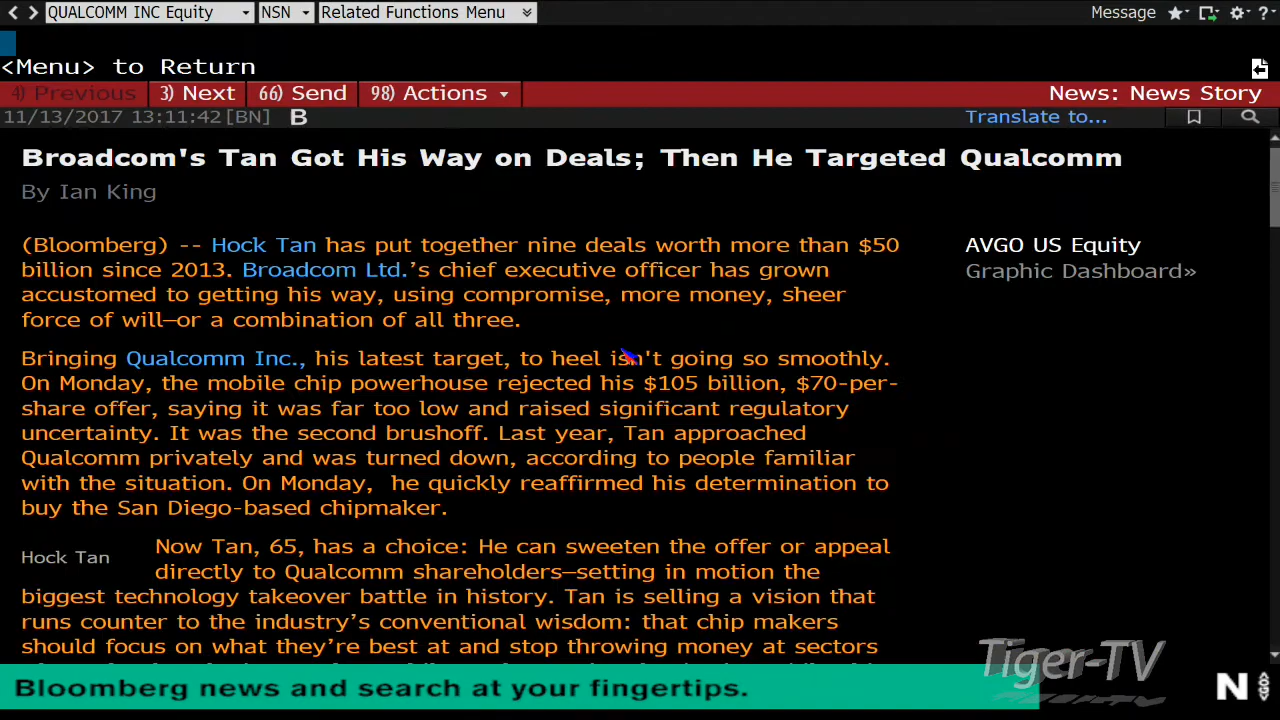 QUALCOMM INC Equity NSN Related Functions Menu Message ?
<Menu> to Return
4) Previous 3) Next 66) Send 98) Actions News: News Story
11/13/2017 13:11:42 [BN] B Translate to...
Broadcom's Tan Got His Way on Deals; Then He Targeted Qualcomm
By Ian King
(Bloomberg) -- Hock Tan has put together nine deals worth more than $50
billion since 2013. Broadcom Ltd.’s chief executive officer has grown
accustomed to getting his way, using compromise, more money, sheer
force of will—or a combination of all three.
AVGO US Equity
Graphic Dashboard»
Bringing Qualcomm Inc., his latest target, to heel isn't going so smoothly.
On Monday, the mobile chip powerhouse rejected his $105 billion, $70-per-
share offer, saying it was far too low and raised significant regulatory
uncertainty. It was the second brushoff. Last year, Tan approached
Qualcomm privately and was turned down, according to people familiar
with the situation. On Monday, he quickly reaffirmed his determination to
buy the San Diego-based chipmaker.
Hock Tan
Now Tan, 65, has a choice: He can sweeten the offer or appeal
directly to Qualcomm shareholders—setting in motion the
biggest technology takeover battle in history. Tan is selling a vision that
runs counter to the industry’s conventional wisdom: that chip makers
should focus on what they’re best at and stop throwing money at sectors
Tiger-TV
Bloomberg news and search at your fingertips.
N